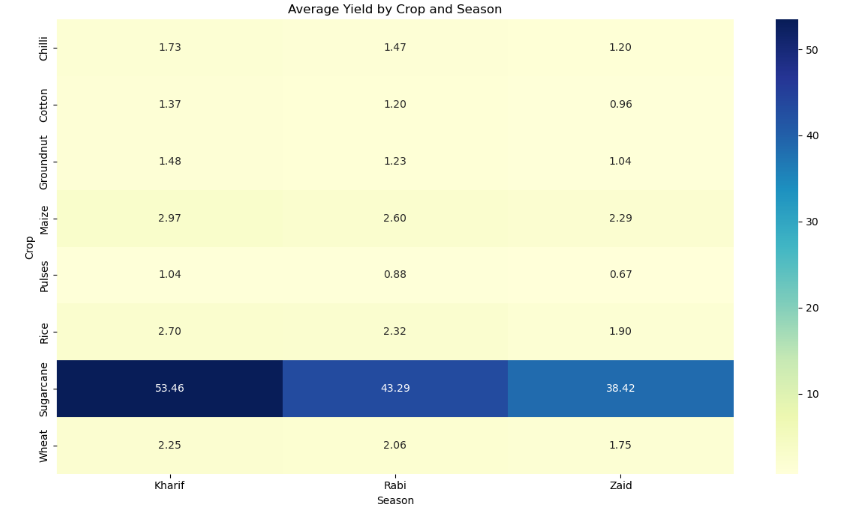 Average Yield by Crop and Season
Chilli 1.73 1.47 1.20
Cotton 1.37 1.20 0.96
Groundnut 1.48 1.23 1.04
Maize 2.97 2.60 2.29
Pulses 1.04 0.88 0.67
Rice 2.70 2.32 1.90
Sugarcane 53.46 43.29 38.42
Wheat 2.25 2.06 1.75
Crop
Kharif Rabi Zaid
Season
50
40
30
20
10